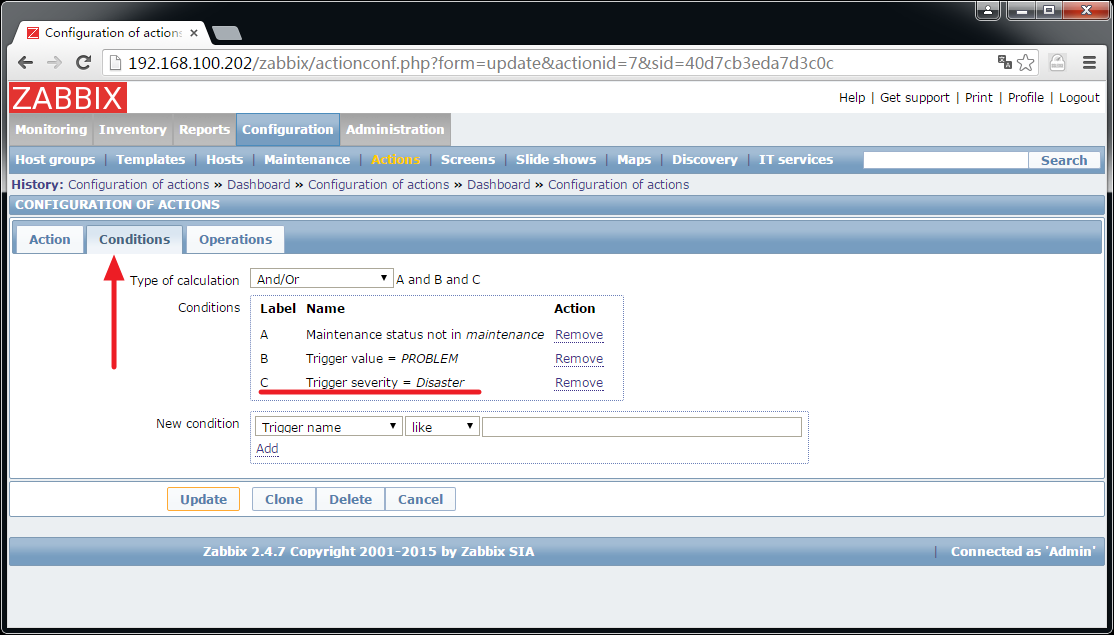 Configuration of actions
192.168.100.202/zabbix/actionconf.php?form=update&actionid=7&sid=40d7cb3eda7d3c0c
ZABBIX
Help | Get support | Print | Profile | Logout
Monitoring Inventory Reports Configuration Administration
Host groups | Templates | Hosts | Maintenance | Actions | Screens | Slide shows | Maps | Discovery | IT services Search
History: Configuration of actions » Dashboard » Configuration of actions » Dashboard » Configuration of actions
CONFIGURATION OF ACTIONS
Action Conditions Operations
Type of calculation And/Or A and B and C
Conditions Label Name Action
A Maintenance status not in maintenance Remove
B Trigger value = PROBLEM Remove
C Trigger severity = Disaster Remove
New condition Trigger name like
Add
Update Clone Delete Cancel
Zabbix 2.4.7 Copyright 2001-2015 by Zabbix SIA | Connected as 'Admin'